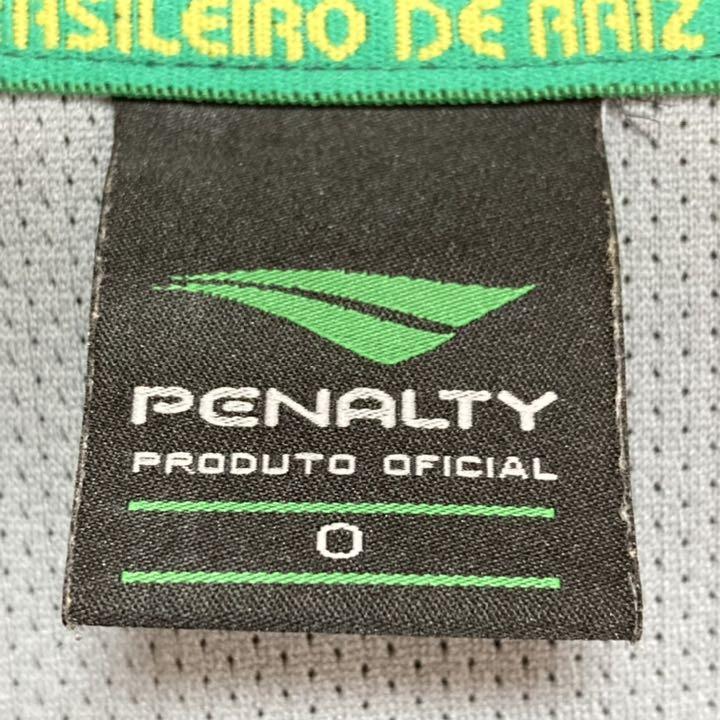 ASILEIRO DE RAIZ
PENALTY
PRODUTO OFICIAL
O